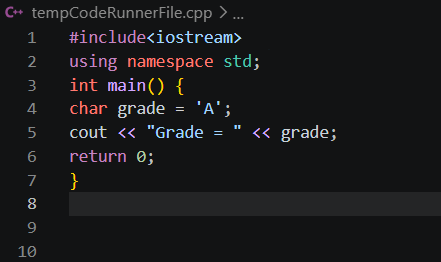 C++ tempCodeRunnerFile.cpp > ...
1 #include<iostream>
2 using namespace std;
3 int main() {
4 char grade = 'A';
5 cout << "Grade = " << grade;
6 return 0;
7 }
8
9
10